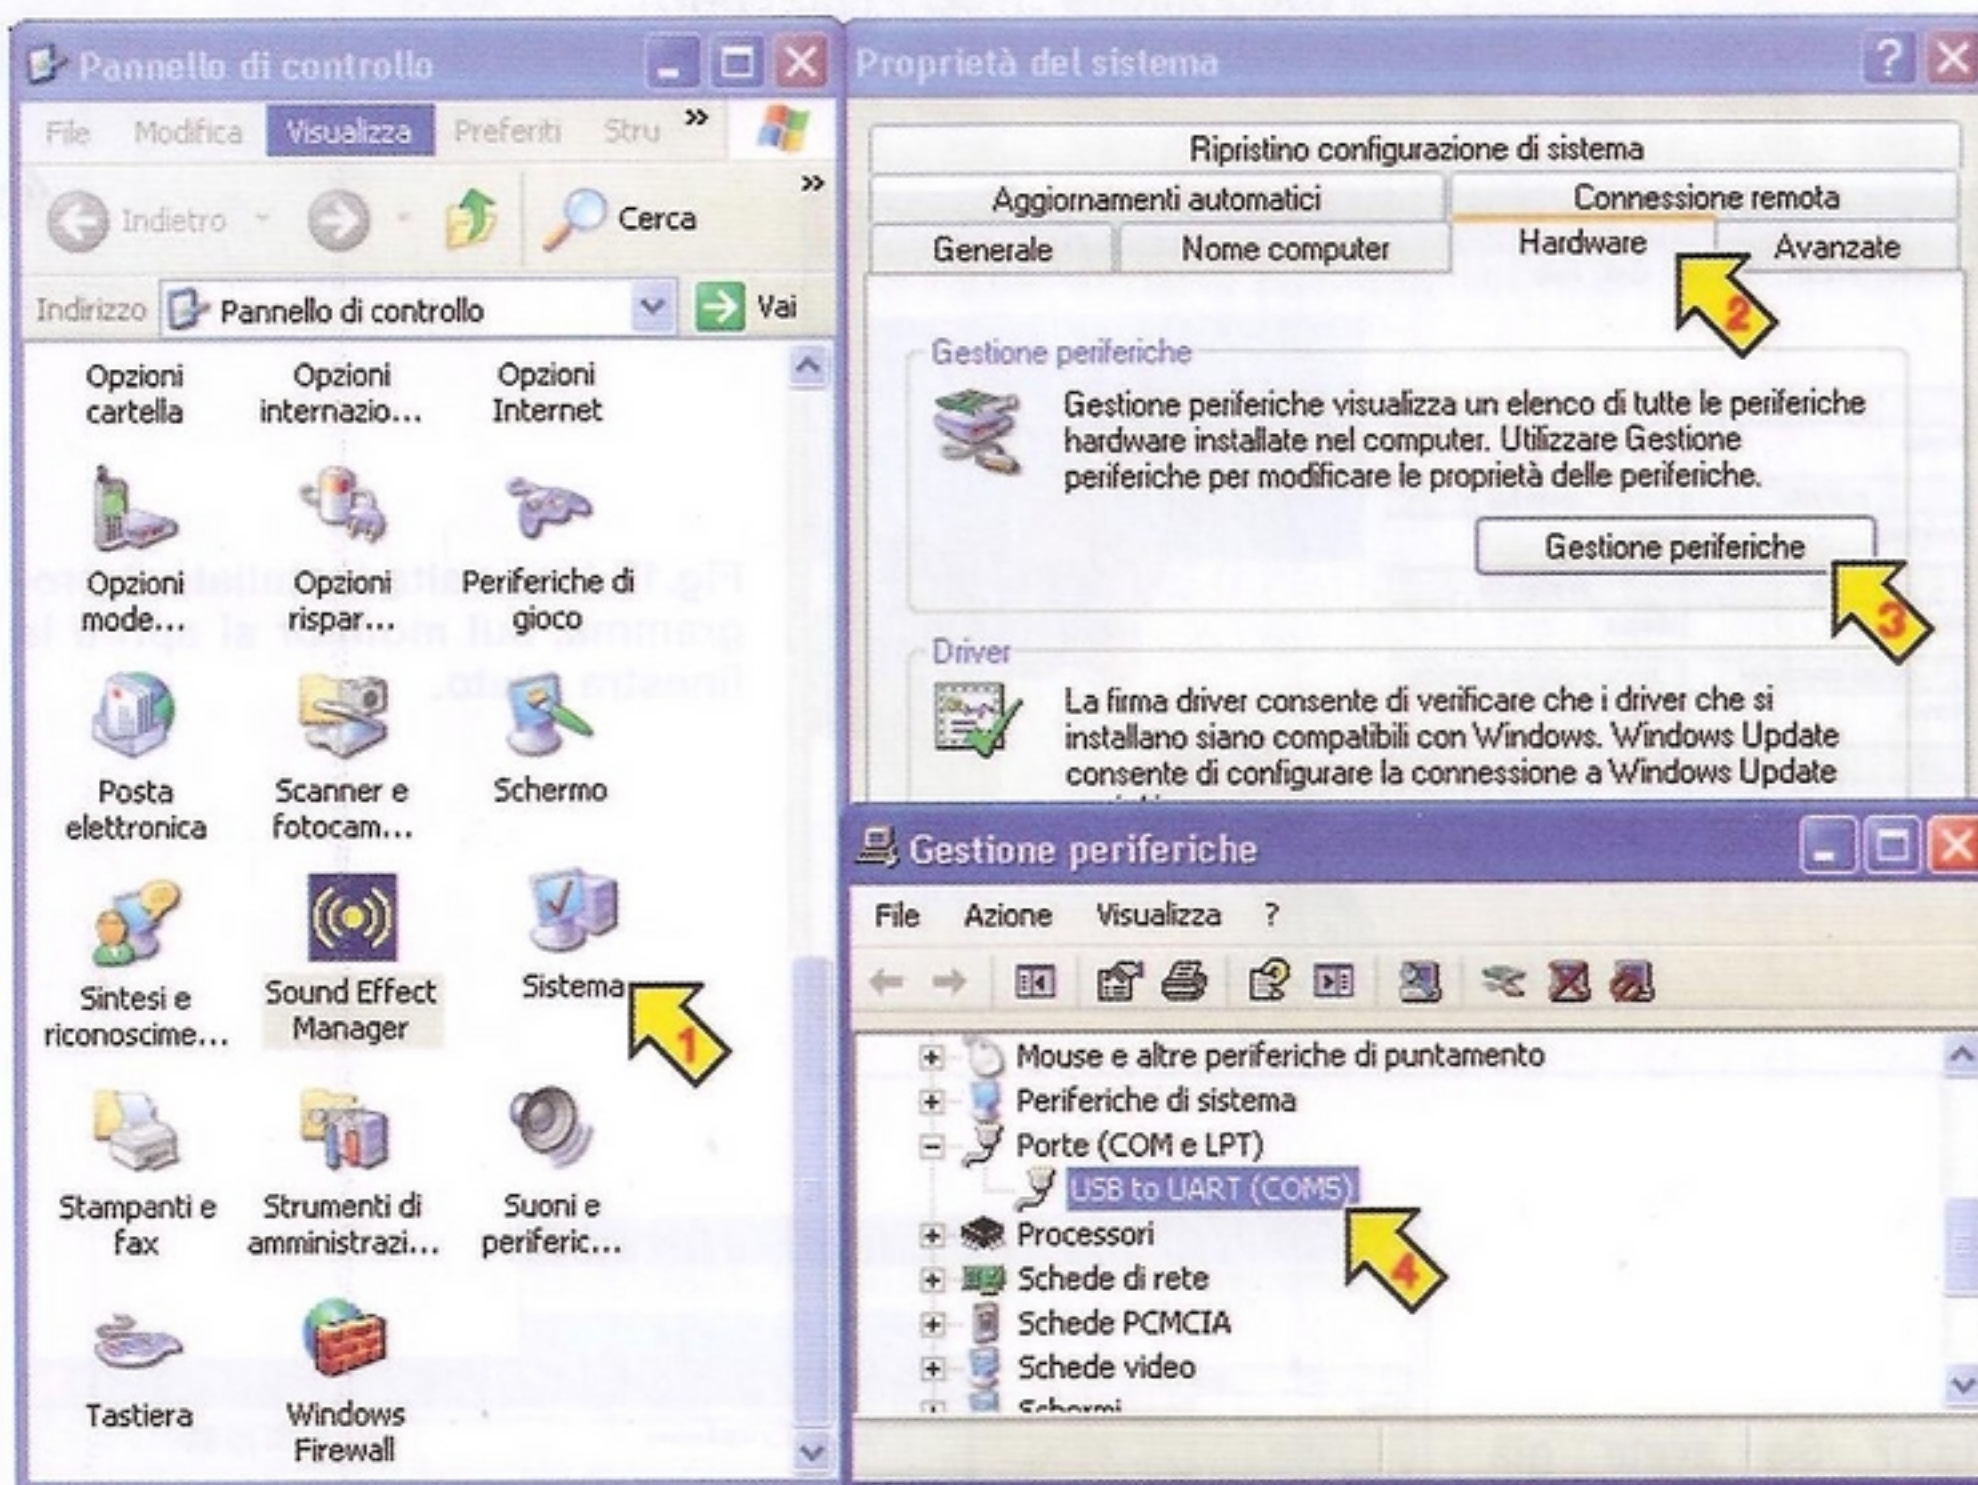 Pannello di controllo
File Modifica Visualizza Preferiti Stru »
Indietro Cerca »
Indirizzo Pannello di controllo Vai
Opzioni cartella
Opzioni internazio...
Opzioni Internet
Opzioni mode...
Opzioni rispar...
Periferiche di gioco
Posta elettronica
Scanner e fotocam...
Schermo
Sintesi e riconoscime...
Sound Effect Manager
Sistema
1
Stampanti e fax
Strumenti di amministrazi...
Suoni e periferic...
Tastiera
Windows Firewall
Proprietà del sistema
Ripristino configurazione di sistema
Aggiornamenti automatici Connessione remota
Generale Nome computer Hardware Avanzate
2
Gestione periferiche
Gestione periferiche visualizza un elenco di tutte le periferiche
hardware installate nel computer. Utilizzare Gestione
periferiche per modificare le proprietà delle periferiche.
Gestione periferiche
3
Driver
La firma driver consente di verificare che i driver che si
installano siano compatibili con Windows. Windows Update
consente di configurare la connessione a Windows Update
Gestione periferiche
File Azione Visualizza ?
Mouse e altre periferiche di puntamento
Periferiche di sistema
Porte (COM e LPT)
USB to UART (COM5)
4
Processori
Schede di rete
Schede PCMCIA
Schede video
Schermi